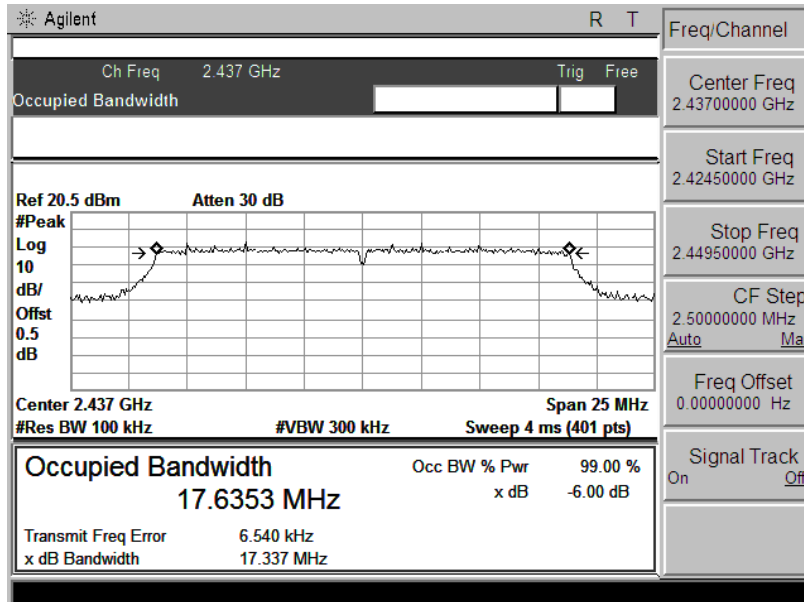 Agilent R T
Ch Freq 2.437 GHz Trig Free
Occupied Bandwidth
Ref 20.5 dBm Atten 30 dB
#Peak
Log
10
dB/
Offst
0.5
dB
Center 2.437 GHz Span 25 MHz
#Res BW 100 kHz #VBW 300 kHz Sweep 4 ms (401 pts)
Occupied Bandwidth Occ BW % Pwr 99.00 %
17.6353 MHz x dB -6.00 dB
Transmit Freq Error 6.540 kHz
x dB Bandwidth 17.337 MHz
Freq/Channel
Center Freq
2.43700000 GHz
Start Freq
2.42450000 GHz
Stop Freq
2.44950000 GHz
CF Step
2.50000000 MHz
Auto Ma
Freq Offset
0.00000000 Hz
Signal Track
On Off